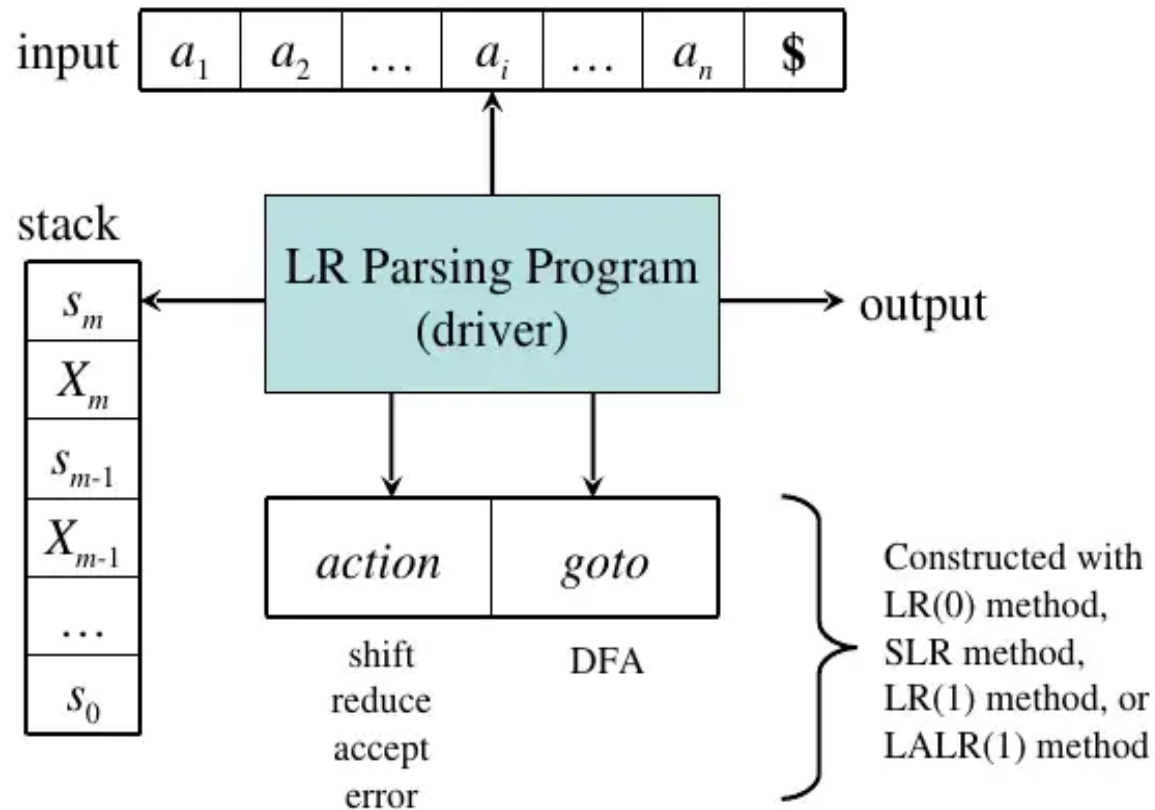 input a₁ a₂ … aᵢ … aₙ $
stack
LR Parsing Program
(driver)
output
sₘ
Xₘ
sₘ₋₁
Xₘ₋₁
…
s₀
action goto
shift
reduce
accept
error
DFA
Constructed with
LR(0) method,
SLR method,
LR(1) method, or
LALR(1) method